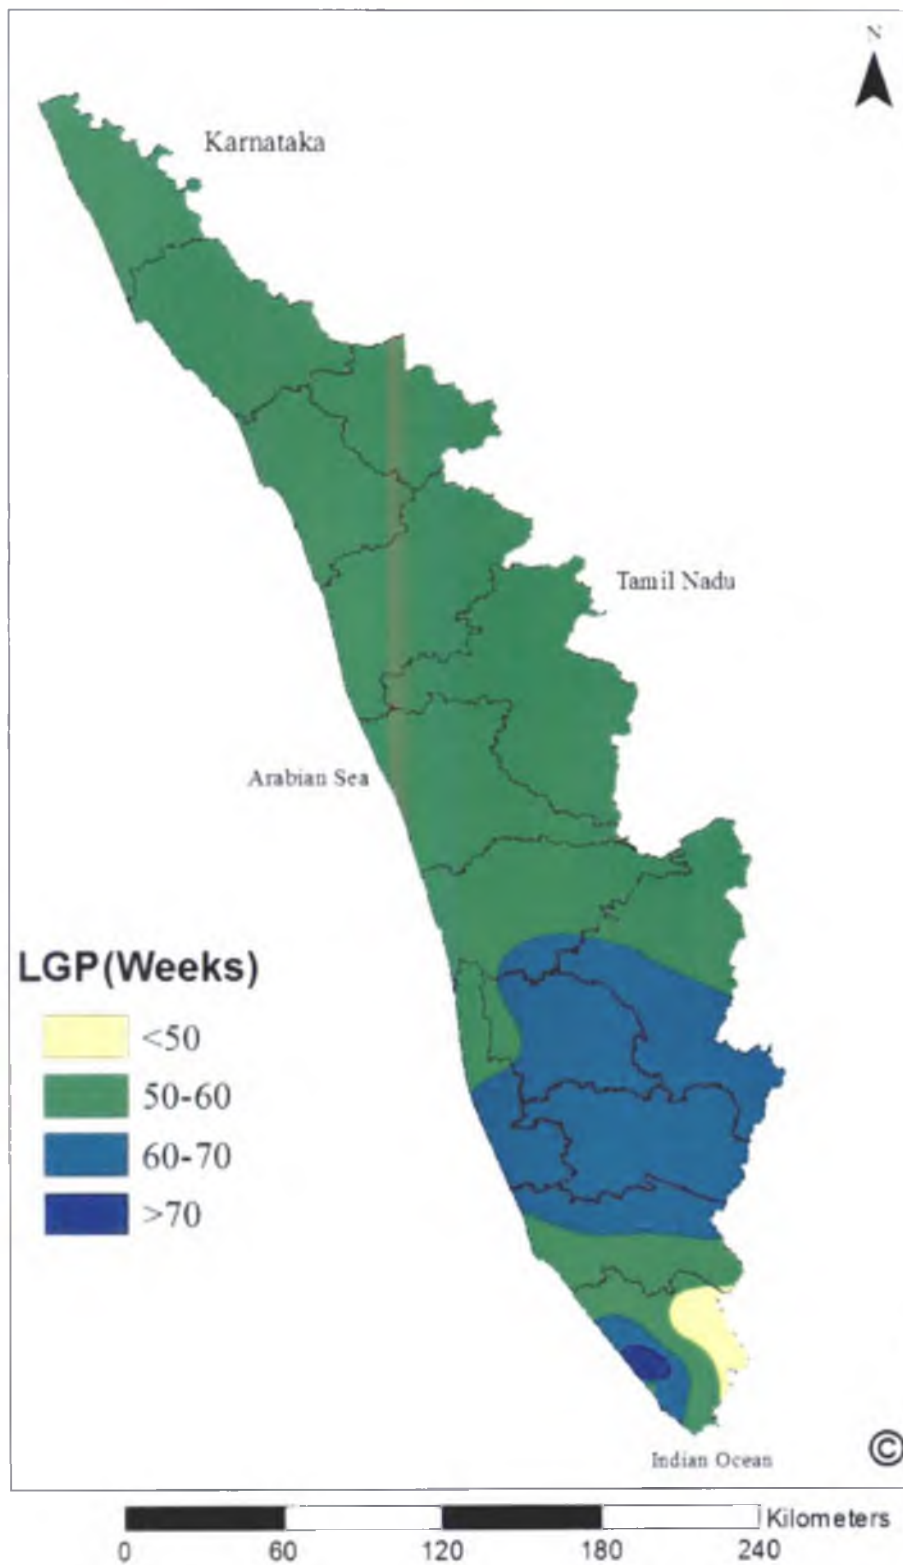 N
Karnataka
Tamil Nadu
Arabian Sea
LGP(Weeks)
<50
50-60
60-70
>70
Indian Ocean
©
Kilometers
0 60 120 180 240